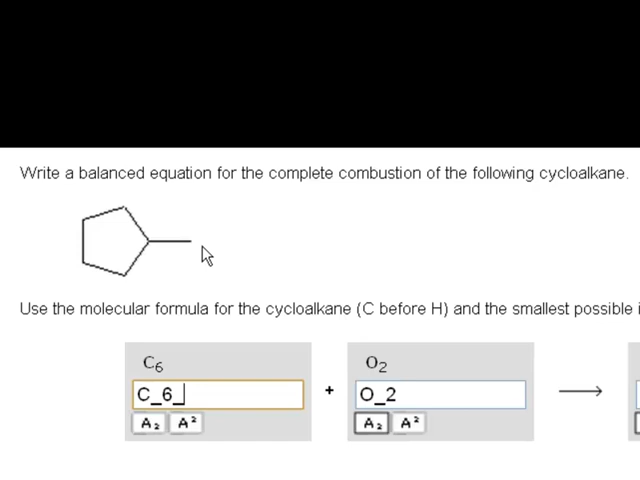 Write a balanced equation for the complete combustion of the following cycloalkane.
Use the molecular formula for the cycloalkane (C before H) and the smallest possible i
C₆ O₂
C_6_ + O_2
A₂ A² A₂ A²